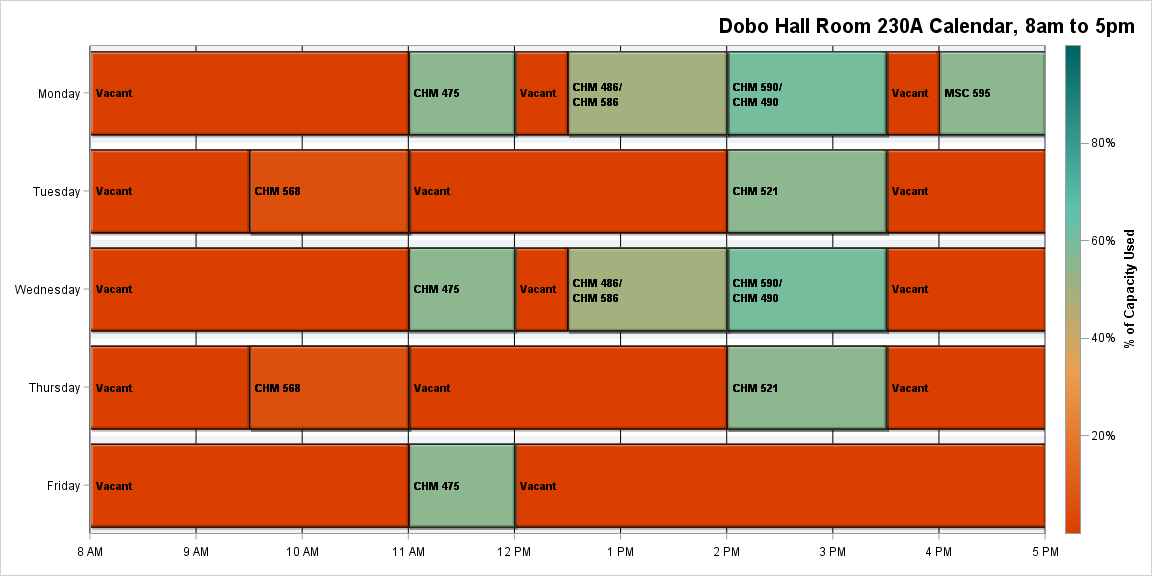 Dobo Hall Room 230A Calendar, 8am to 5pm
Monday
Vacant
CHM 475
Vacant
CHM 486/
CHM 586
CHM 590/
CHM 490
Vacant
MSC 595
Tuesday
Vacant
CHM 568
Vacant
CHM 521
Vacant
Wednesday
Vacant
CHM 475
Vacant
CHM 486/
CHM 586
CHM 590/
CHM 490
Vacant
Thursday
Vacant
CHM 568
Vacant
CHM 521
Vacant
Friday
Vacant
CHM 475
Vacant
8 AM
9 AM
10 AM
11 AM
12 PM
1 PM
2 PM
3 PM
4 PM
5 PM
80%
60%
40%
20%
% of Capacity Used